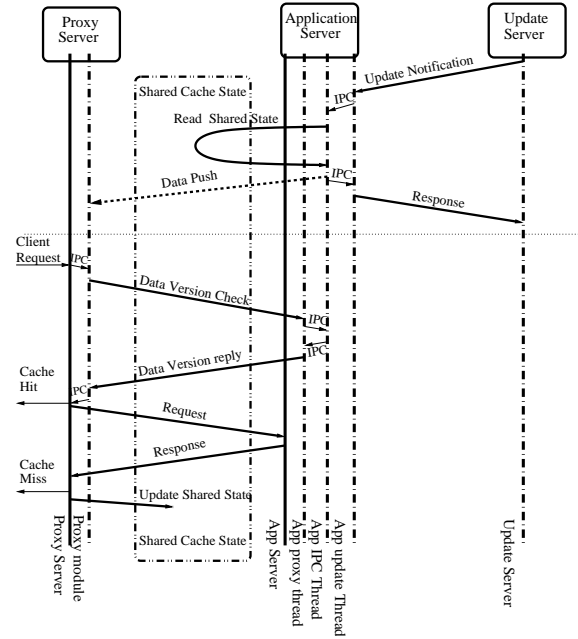 Proxy
Server
Application
Server
Update
Server
Update Notification
Shared Cache State
IPC
Read Shared State
Data Push
IPC
Response
Client
Request
IPC
Data Version Check
IPC
IPC
Data Version reply
Cache
Hit
IPC
Request
Response
Cache
Miss
Update Shared State
Shared Cache State
Proxy Server
Proxy module
App Server
App proxy thread
App IPC Thread
App update Thread
Update Server